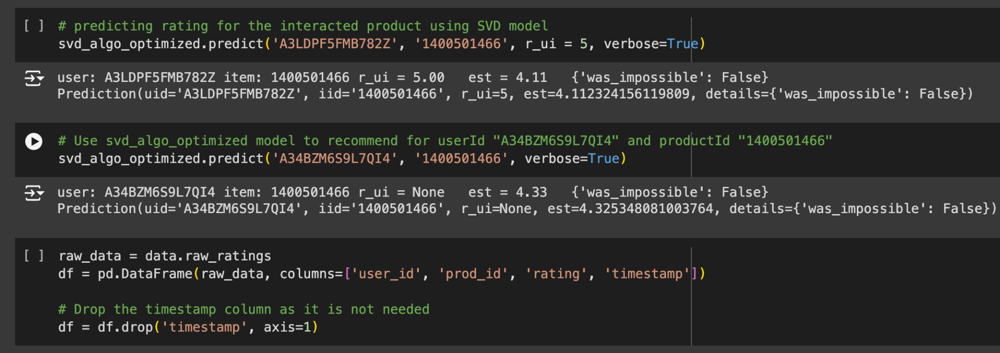 [ ] # predicting rating for the interacted product using SVD model
svd_algo_optimized.predict('A3LDPF5FMB782Z', '1400501466', r_ui = 5, verbose=True)
user: A3LDPF5FMB782Z item: 1400501466 r_ui = 5.00   est = 4.11   {'was_impossible': False}
Prediction(uid='A3LDPF5FMB782Z', iid='1400501466', r_ui=5, est=4.112324156119809, details={'was_impossible': False})
# Use svd_algo_optimized model to recommend for userId "A34BZM6S9L7QI4" and productId "1400501466"
svd_algo_optimized.predict('A34BZM6S9L7QI4', '1400501466', verbose=True)
user: A34BZM6S9L7QI4 item: 1400501466 r_ui = None   est = 4.33   {'was_impossible': False}
Prediction(uid='A34BZM6S9L7QI4', iid='1400501466', r_ui=None, est=4.325348081003764, details={'was_impossible': False})
[ ] raw_data = data.raw_ratings
df = pd.DataFrame(raw_data, columns=['user_id', 'prod_id', 'rating', 'timestamp'])
# Drop the timestamp column as it is not needed
df = df.drop('timestamp', axis=1)